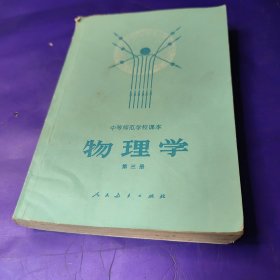 中等师范学校课本
物理学
第三册
人民教育出版社